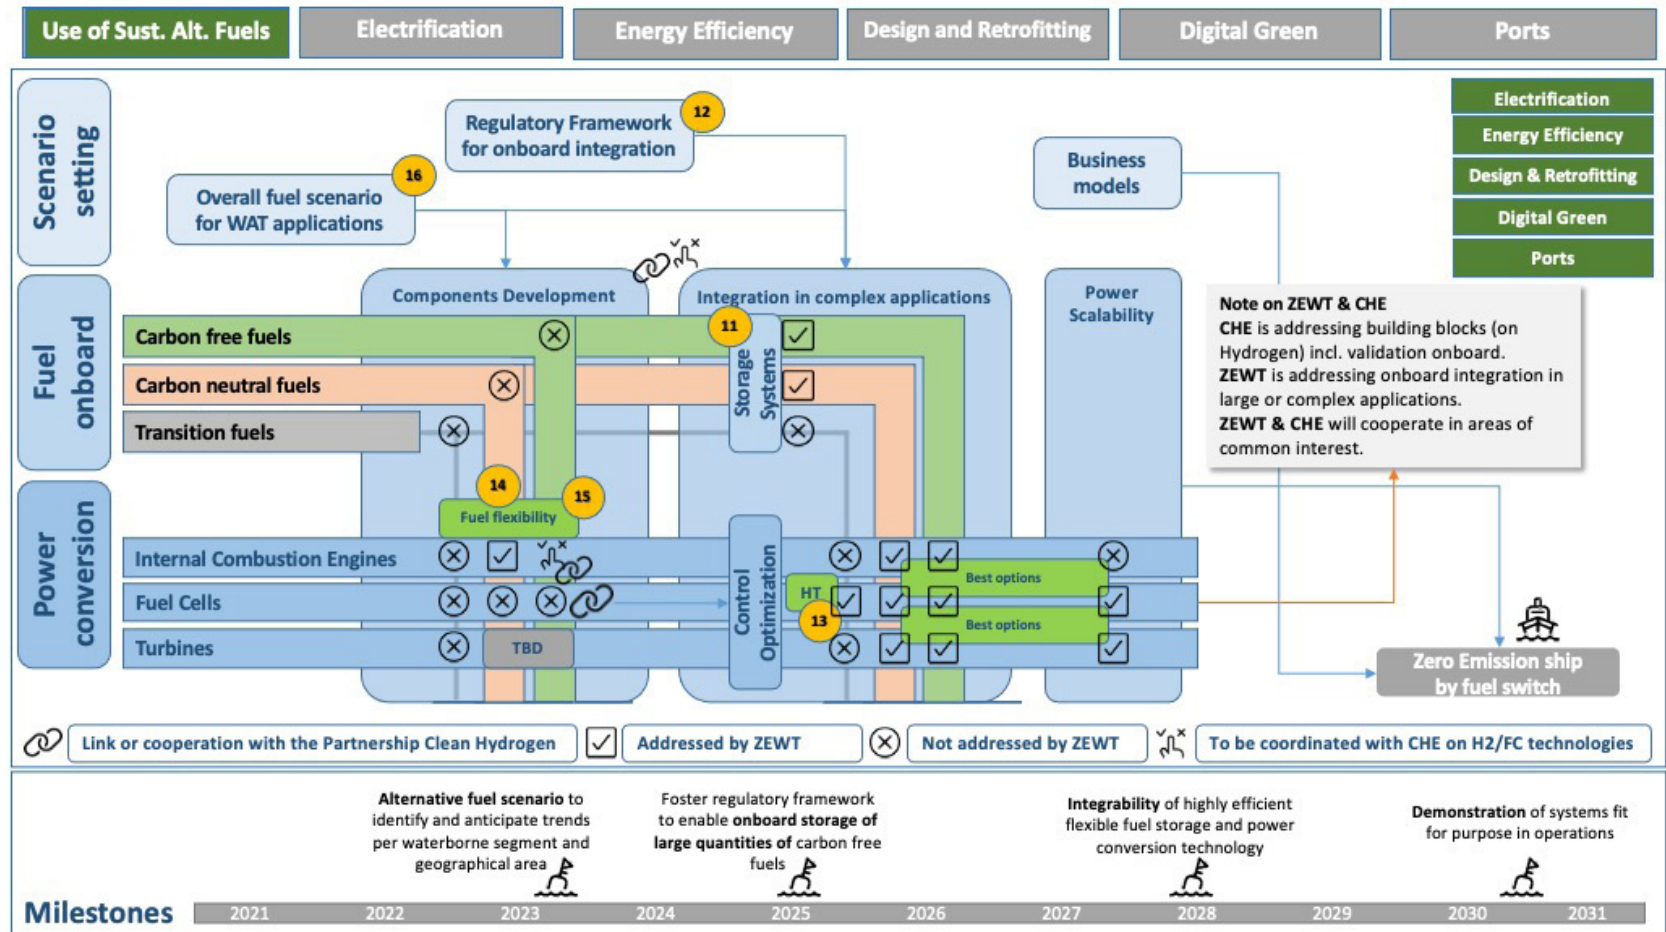 Use of Sust. Alt. Fuels
Electrification
Energy Efficiency
Design and Retrofitting
Digital Green
Ports
Scenario
setting
12
Regulatory Framework
for onboard integration
16
Overall fuel scenario
for WAT applications
Business
models
Electrification
Energy Efficiency
Design & Retrofitting
Digital Green
Ports
Fuel
onboard
Components Development
Integration in complex applications
Power
Scalability
Note on ZEWT & CHE
CHE is addressing building blocks (on
Hydrogen) incl. validation onboard.
ZEWT is addressing onboard integration in
large or complex applications.
ZEWT & CHE will cooperate in areas of
common interest.
Carbon free fuels
11
Carbon neutral fuels
Storage
Systems
Transition fuels
14
15
Fuel flexibility
Power
conversion
Internal Combustion Engines
Fuel Cells
Turbines
TBD
Control
Optimization
HT
13
Best options
Best options
Zero Emission ship
by fuel switch
Link or cooperation with the Partnership Clean Hydrogen
Addressed by ZEWT
Not addressed by ZEWT
To be coordinated with CHE on H2/FC technologies
Alternative fuel scenario to
identify and anticipate trends
per waterborne segment and
geographical area
Foster regulatory framework
to enable onboard storage of
large quantities of carbon free
fuels
Integrability of highly efficient
flexible fuel storage and power
conversion technology
Demonstration of systems fit
for purpose in operations
Milestones
2021
2022
2023
2024
2025
2026
2027
2028
2029
2030
2031